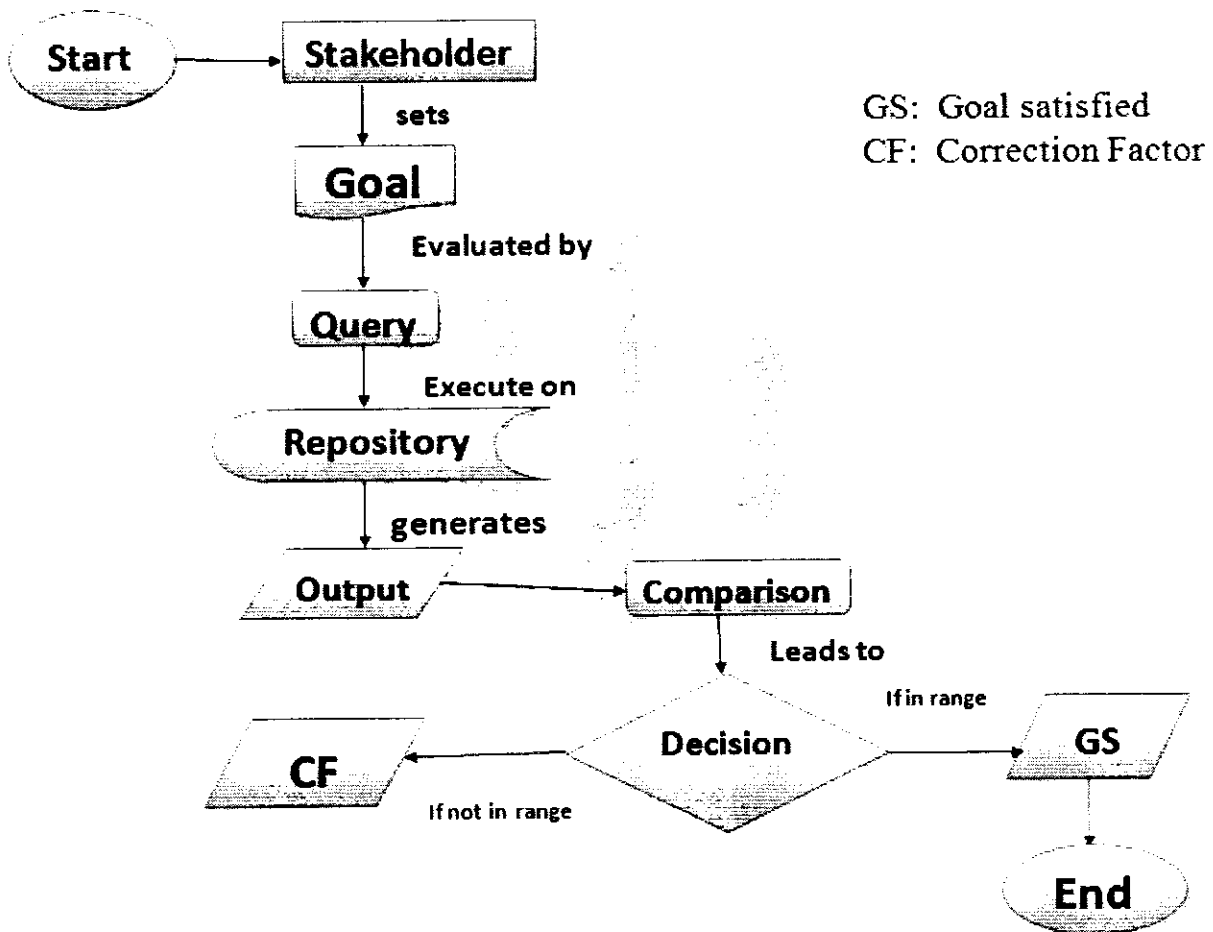 Start
Stakeholder
GS: Goal satisfied
CF: Correction Factor
sets
Goal
Evaluated by
Query
Execute on
Repository
generates
Output
Comparison
Leads to
If in range
Decision
GS
CF
If not in range
End